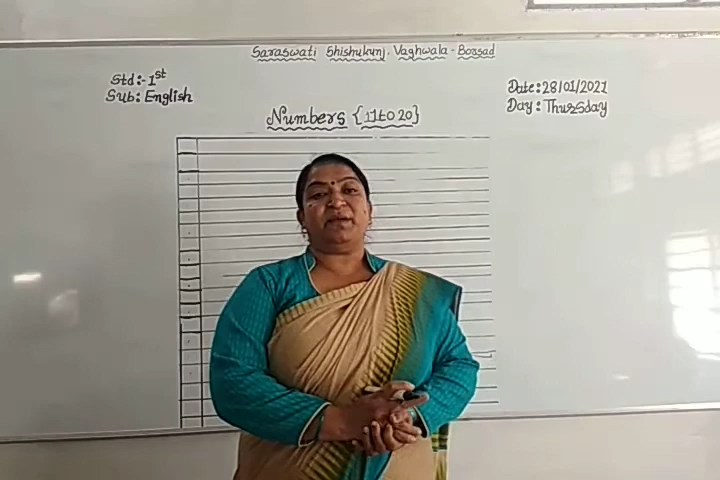 Saraswati Shishukunj. Vaghwala - Borsad
Std:- 1st
Sub: English
Date: 28/01/2021
Day: Thursday
Numbers {11 to 20}